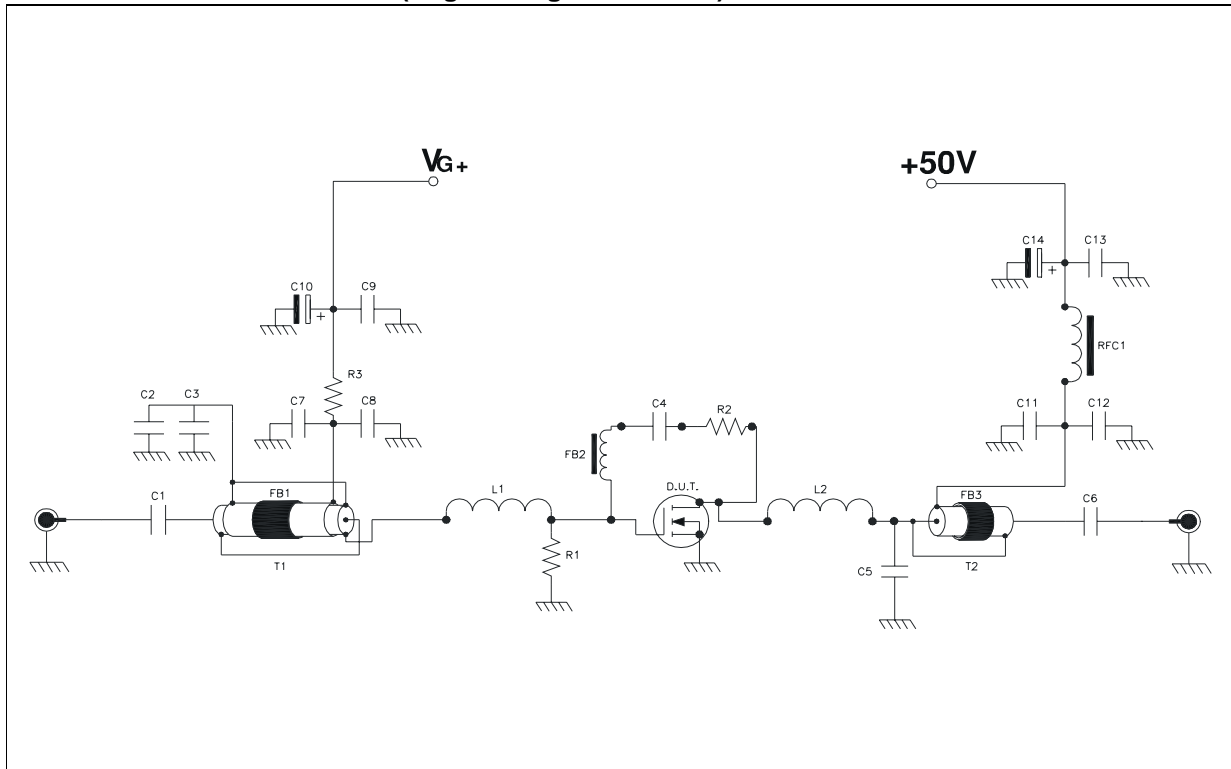 VG+
+50V
C14
C13
C10
C9
+
+
RFC1
R3
C2
C3
C7
C8
C4
R2
C11
C12
FB2
D.U.T.
C1
FB1
L1
L2
FB3
C6
R1
T1
C5
T2